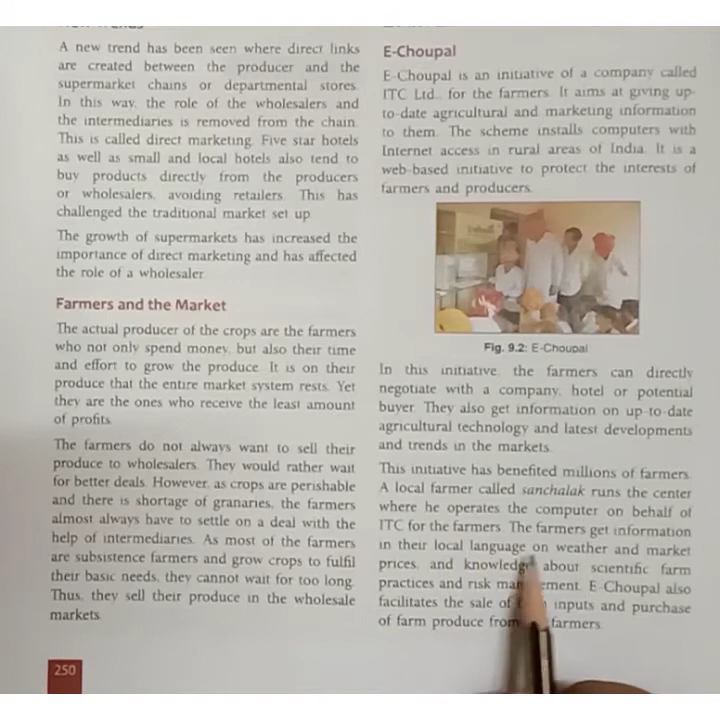 A new trend has been seen where direct links
are created between the producer and the
supermarket chains or departmental stores.
In this way, the role of the wholesalers and
the intermediaries is removed from the chain.
This is called direct marketing. Five star hotels
as well as small and local hotels also tend to
buy products directly from the producers
or wholesalers, avoiding retailers. This has
challenged the traditional market set up
The growth of supermarkets has increased the
importance of direct marketing and has affected
the role of a wholesaler.
Farmers and the Market
The actual producer of the crops are the farmers
who not only spend money, but also their time
and effort to grow the produce. It is on their
produce that the entire market system rests. Yet
they are the ones who receive the least amount
of profits.
The farmers do not always want to sell their
produce to wholesalers. They would rather wait
for better deals. However, as crops are perishable
and there is shortage of granaries, the farmers
almost always have to settle on a deal with the
help of intermediaries. As most of the farmers
are subsistence farmers and grow crops to fulfil
their basic needs, they cannot wait for too long.
Thus, they sell their produce in the wholesale
markets.
250
E-Choupal
E-Choupal is an initiative of a company called
ITC Ltd., for the farmers. It aims at giving up-
to-date agricultural and marketing information
to them. The scheme installs computers with
Internet access in rural areas of India. It is a
web-based initiative to protect the interests of
farmers and producers.
Fig. 9.2: E-Choupal
In this initiative, the farmers can directly
negotiate with a company, hotel or potential
buyer. They also get information on up-to-date
agricultural technology and latest developments
and trends in the markets.
This initiative has benefited millions of farmers.
A local farmer called sanchalak runs the center
where he operates the computer on behalf of
ITC for the farmers. The farmers get information
in their local language on weather and market
prices, and knowledge about scientific farm
practices and risk management. E-Choupal also
facilitates the sale of inputs and purchase
of farm produce from farmers.